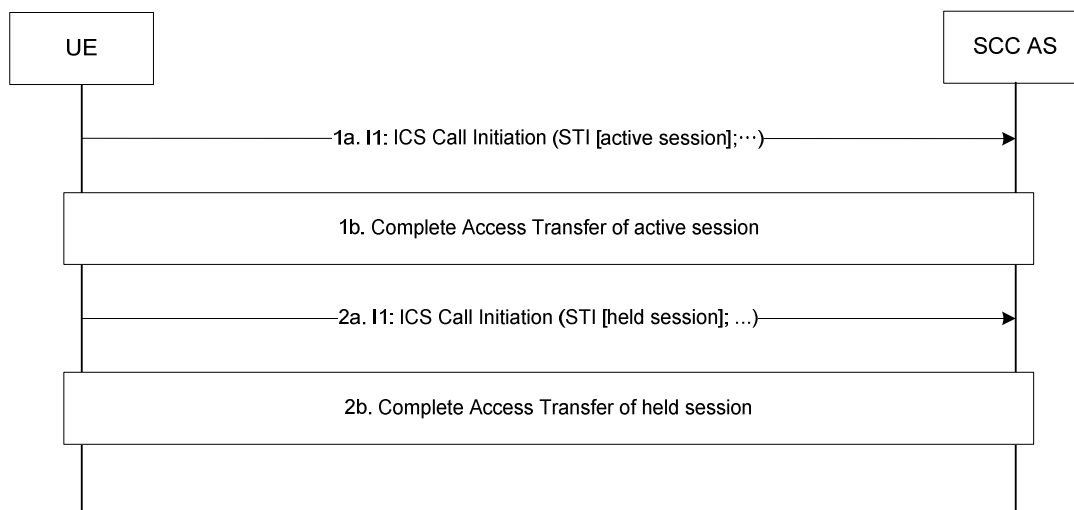 UE
SCC AS
1a. I1: ICS Call Initiation (STI [active session];⋯)
1b. Complete Access Transfer of active session
2a. I1: ICS Call Initiation (STI [held session]; ...)
2b. Complete Access Transfer of held session